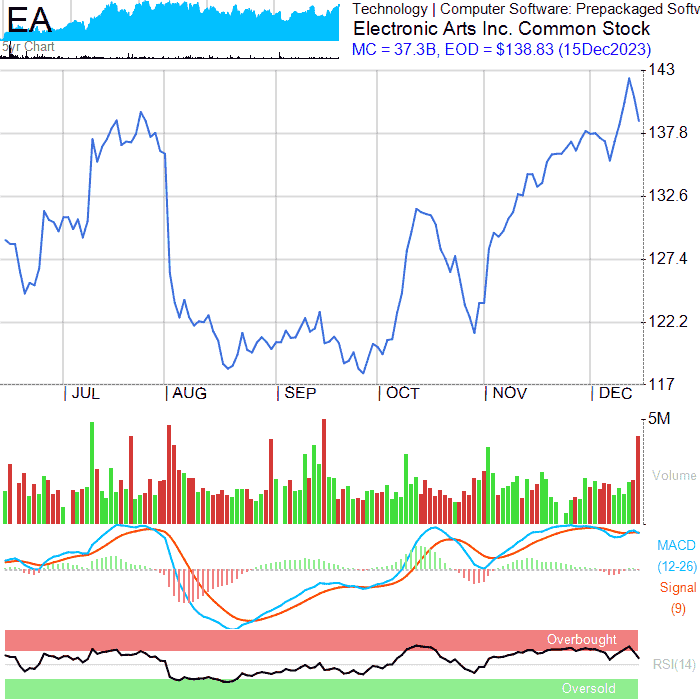 EA
5yr Chart
Technology | Computer Software: Prepackaged Softw
Electronic Arts Inc. Common Stock
MC = 37.3B, EOD = $138.83 (15Dec2023)
143
137.8
132.6
127.4
122.2
117
JUL AUG SEP OCT NOV DEC
5M
Volume
MACD
(12-26)
Signal
(9)
Overbought
RSI(14)
Oversold